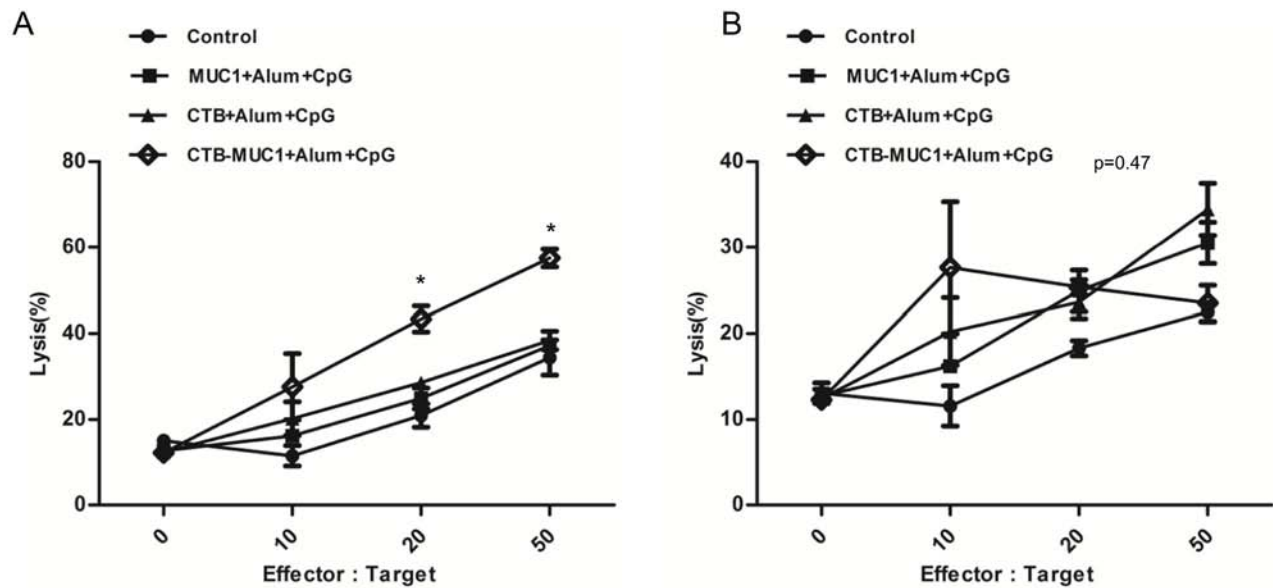 A
Control
MUC1+Alum+CpG
CTB+Alum+CpG
CTB-MUC1+Alum+CpG
80
60
40
20
0
Lysis(%)
*
*
0
10
20
50
Effector : Target
B
Control
MUC1+Alum+CpG
CTB+Alum+CpG
CTB-MUC1+Alum+CpG
p=0.47
40
30
20
10
0
Lysis(%)
0
10
20
50
Effector : Target